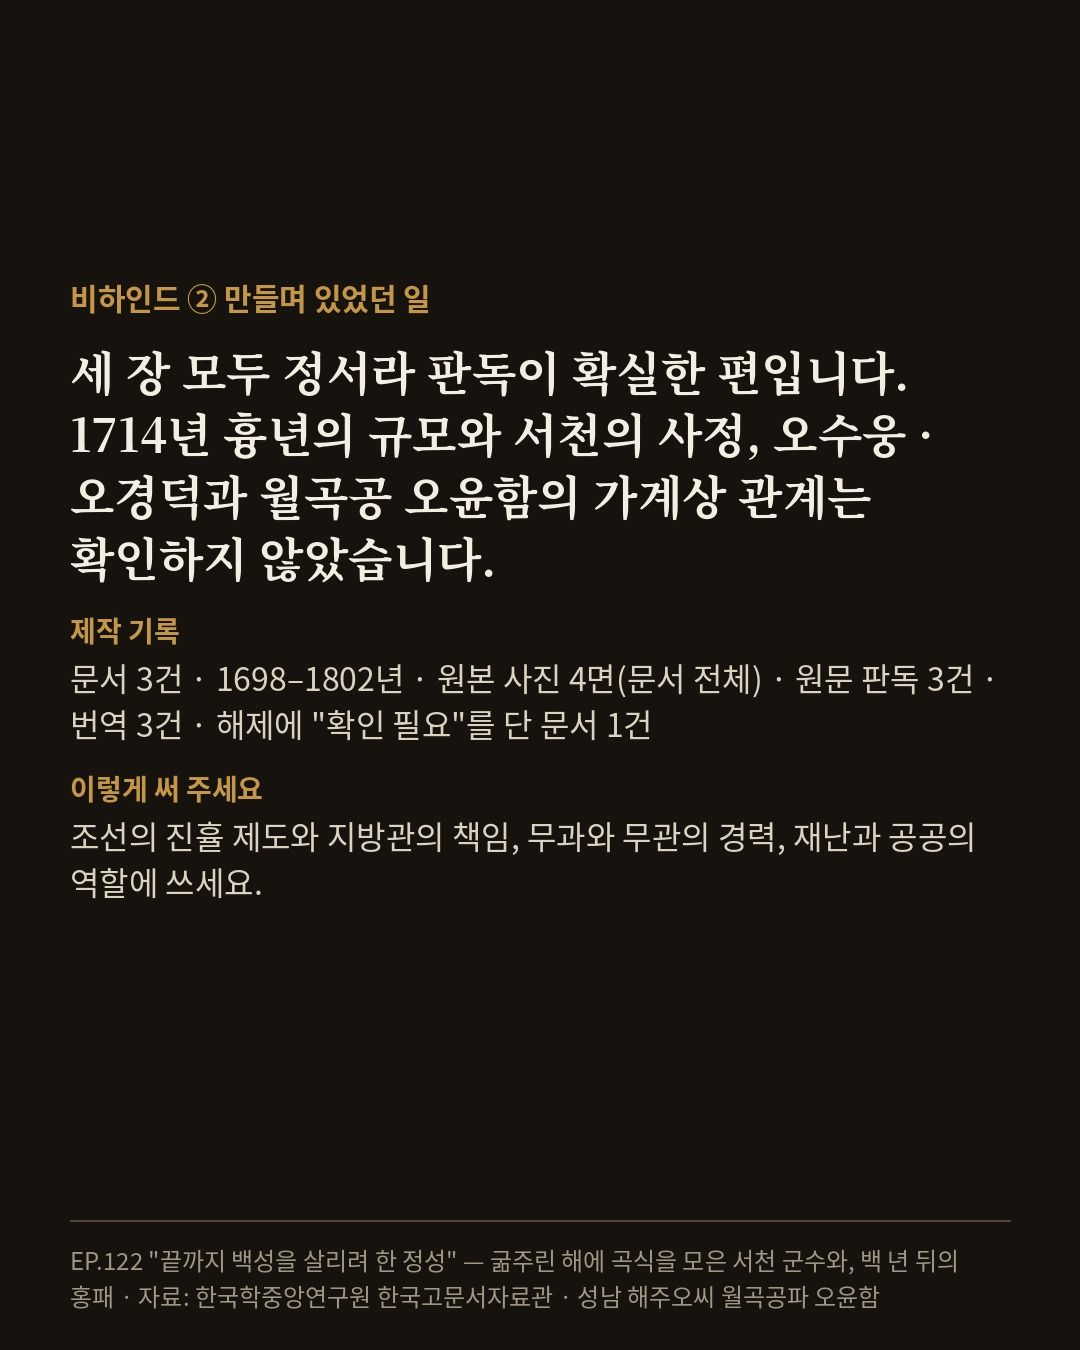 비하인드 ② 만들며 있었던 일
세 장 모두 정서라 판독이 확실한 편입니다.
1714년 흉년의 규모와 서천의 사정, 오수웅 ·
오경덕과 월곡공 오윤함의 가계상 관계는
확인하지 않았습니다.
제작 기록
문서 3건 · 1698–1802년 · 원본 사진 4면(문서 전체) · 원문 판독 3건 ·
번역 3건 · 해제에 "확인 필요"를 단 문서 1건
이렇게 써 주세요
조선의 진휼 제도와 지방관의 책임, 무과와 무관의 경력, 재난과 공공의
역할에 쓰세요.
EP.122 "끝까지 백성을 살리려 한 정성" — 굶주린 해에 곡식을 모은 서천 군수와, 백 년 뒤의
홍패 · 자료: 한국학중앙연구원 한국고문서자료관 · 성남 해주오씨 월곡공파 오윤함